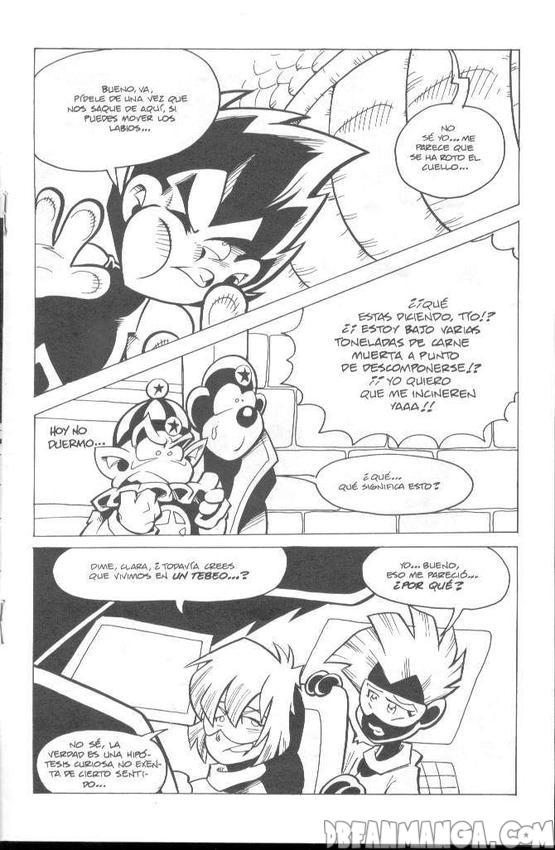 BUENO, VA,
PÍDELE DE UNA VEZ QUE
NOS SAQUE DE AQUÍ, SI
PUEDES MOVER LOS
LABIOS...
NO
SÉ YO... ME
PARECE QUE
SE HA ROTO EL
CUELLO...
¿¡QUÉ
ESTAS DICIENDO, TÍO!?
¿¡ESTOY BAJO VARIAS
TONELADAS DE CARNE
MUERTA A PUNTO
DE DESCOMPONERSE!?
¡¡YO QUIERO
QUE ME INCINEREN
YAAA!!
HOY NO
DUERMO...
¿QUÉ...
QUÉ SIGNIFICA ESTO?
DIME, CLARA, ¿TODAVÍA CREES
QUE VIVIMOS EN UN TEBEO...?
YO... BUENO,
ESO ME PARECIÓ...
¿POR QUÉ?
NO SÉ, LA
VERDAD ES UNA HIPÓ-
TESIS CURIOSA NO EXEN-
TA DE CIERTO SENTI-
DO...
DBFANMANGA.COM